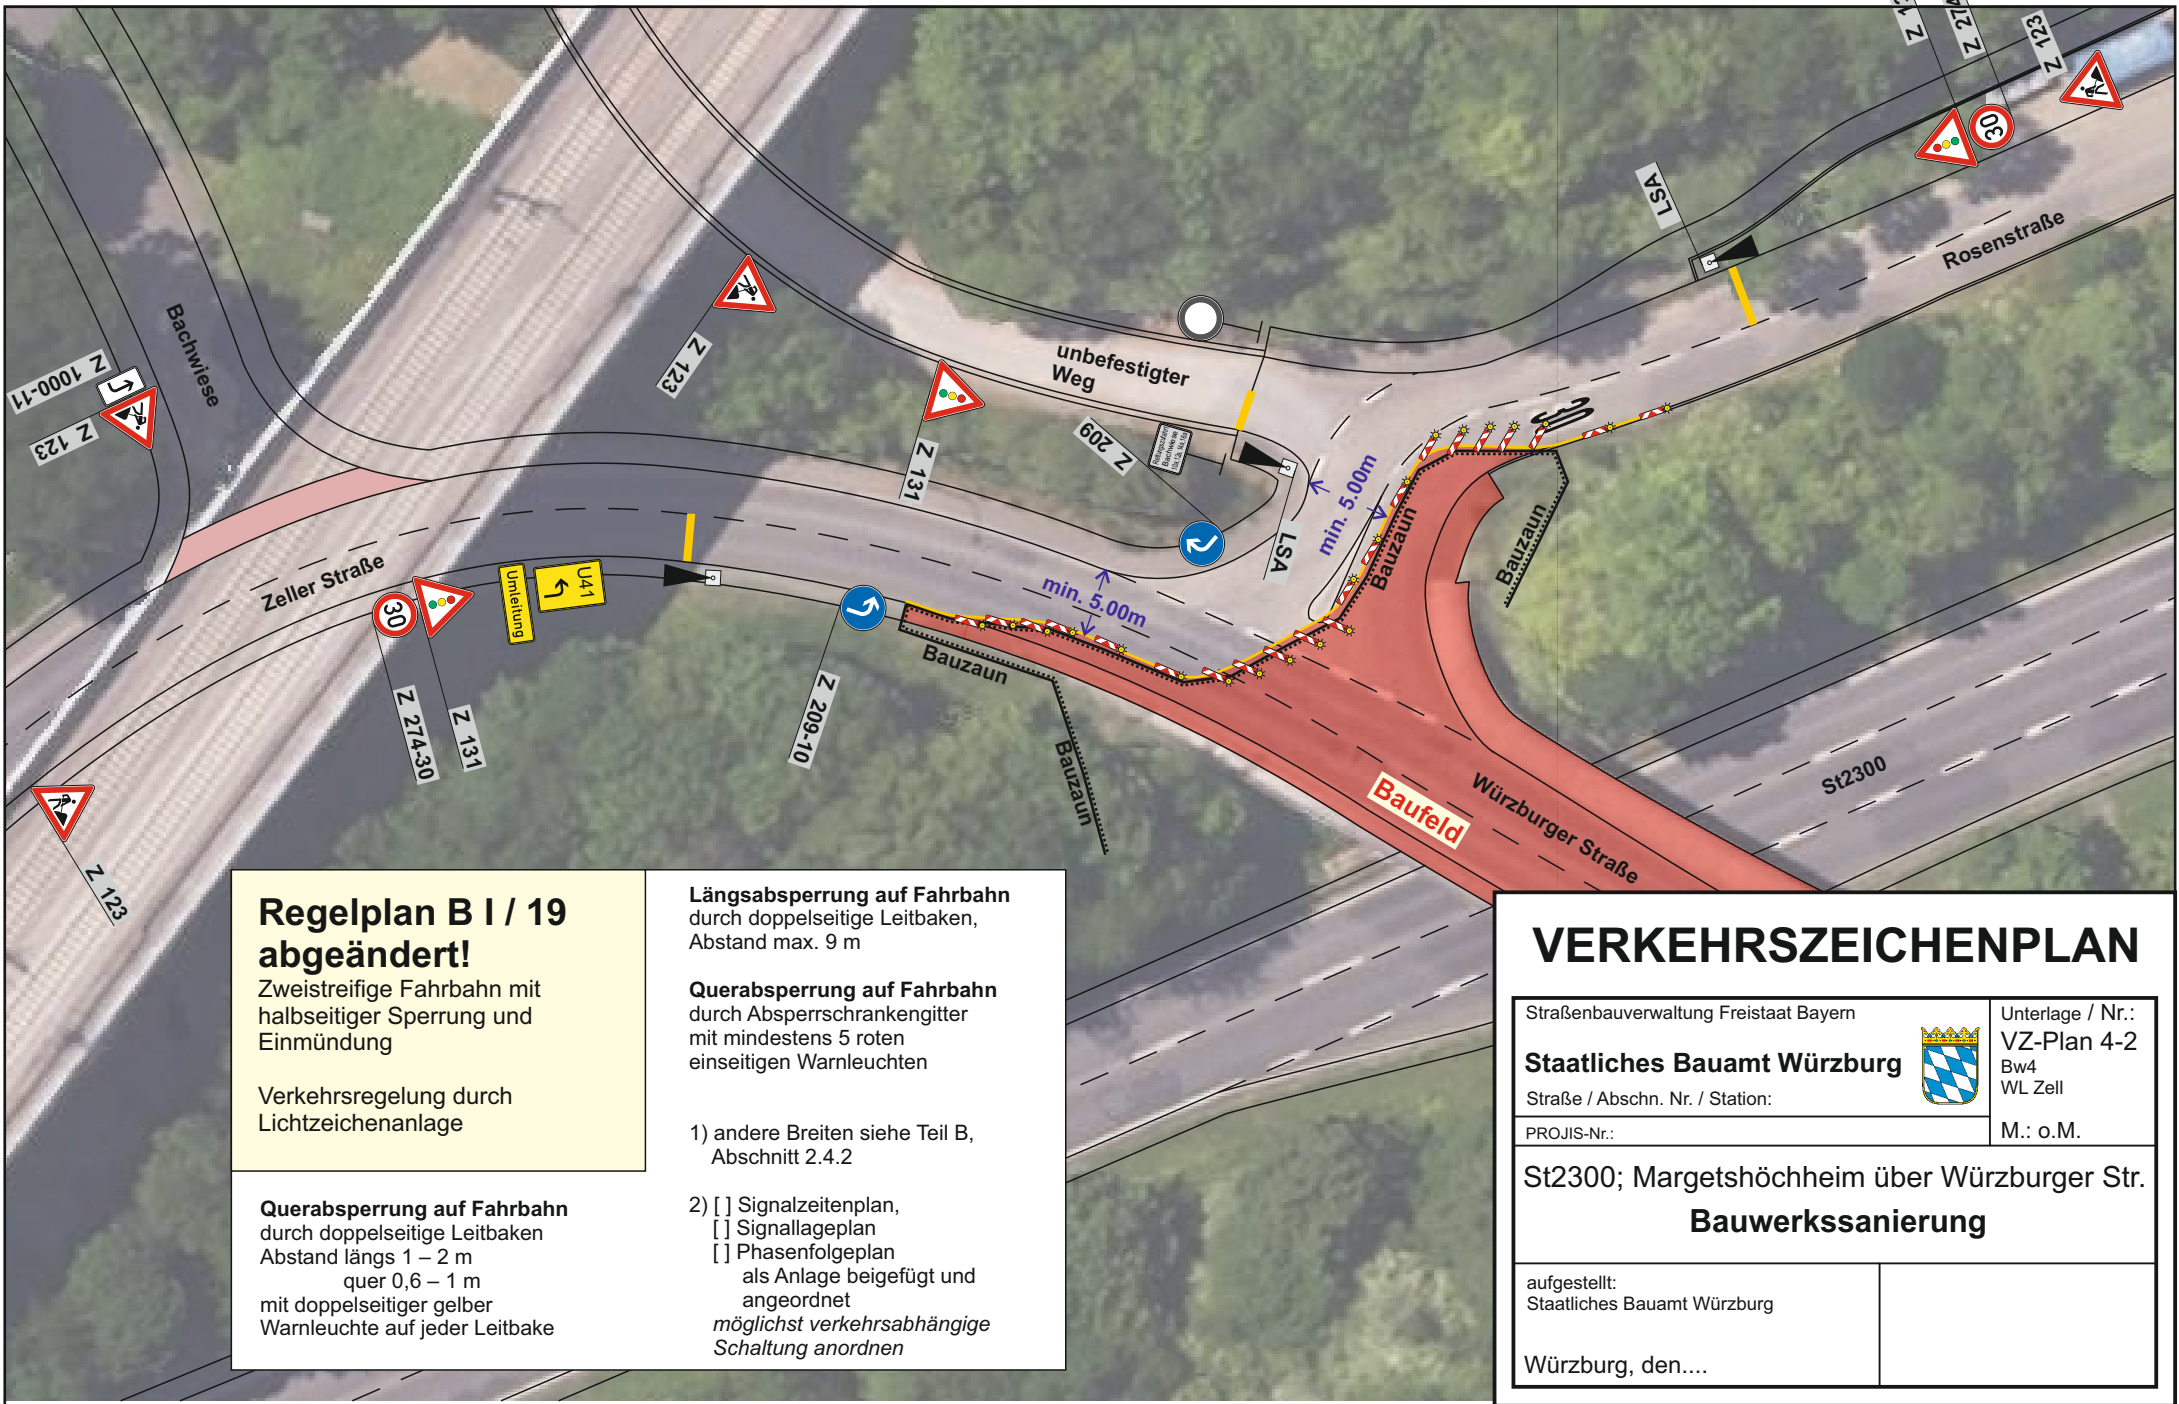 Z 274
Z 123
30
LSA
Rosenstraße
Bachwiese
Z 1000-11
Z 123
Z 123
unbefestigter
Weg
Z 131
Z 209
Bachwiese
LSA
min. 5.00m
min. 5.00m
Bauzaun
Bauzaun
Zeller Straße
30
Umleitung
U41
Z 274-30
Z 131
Z 209-10
Bauzaun
Bauzaun
Z 123
Baufeld
Würzburger Straße
St2300
Regelplan B I / 19
abgeändert!
Zweistreifige Fahrbahn mit
halbseitiger Sperrung und
Einmündung
Verkehrsregelung durch
Lichtzeichenanlage
Querabsperrung auf Fahrbahn
durch doppelseitige Leitbaken
Abstand längs 1 – 2 m
quer 0,6 – 1 m
mit doppelseitiger gelber
Warnleuchte auf jeder Leitbake
Längsabsperrung auf Fahrbahn
durch doppelseitige Leitbaken,
Abstand max. 9 m
Querabsperrung auf Fahrbahn
durch Absperrschrankengitter
mit mindestens 5 roten
einseitigen Warnleuchten
1) andere Breiten siehe Teil B,
Abschnitt 2.4.2
2) [ ] Signalzeitenplan,
[ ] Signallageplan
[ ] Phasenfolgeplan
als Anlage beigefügt und
angeordnet
möglichst verkehrsabhängige
Schaltung anordnen
VERKEHRSZEICHENPLAN
Straßenbauverwaltung Freistaat Bayern
Staatliches Bauamt Würzburg
Straße / Abschn. Nr. / Station:
PROJIS-Nr.:
Unterlage / Nr.:
VZ-Plan 4-2
Bw4
WL Zell
M.: o.M.
St2300; Margetshöchheim über Würzburger Str.
Bauwerkssanierung
aufgestellt:
Staatliches Bauamt Würzburg
Würzburg, den....